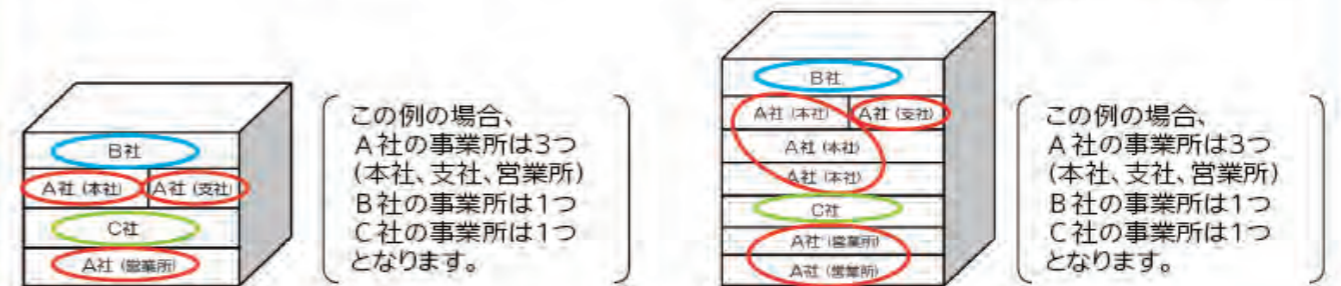 B社
A社（本社） A社（支社）
C社
A社（営業所）
この例の場合、
A社の事業所は3つ
(本社、支社、営業所)
B社の事業所は1つ
C社の事業所は1つ
となります。
B社
A社（本社） A社（支社）
A社（本社）
A社（本社）
C社
A社（営業所）
A社（営業所）
この例の場合、
A社の事業所は3つ
(本社、支社、営業所)
B社の事業所は1つ
C社の事業所は1つ
となります。